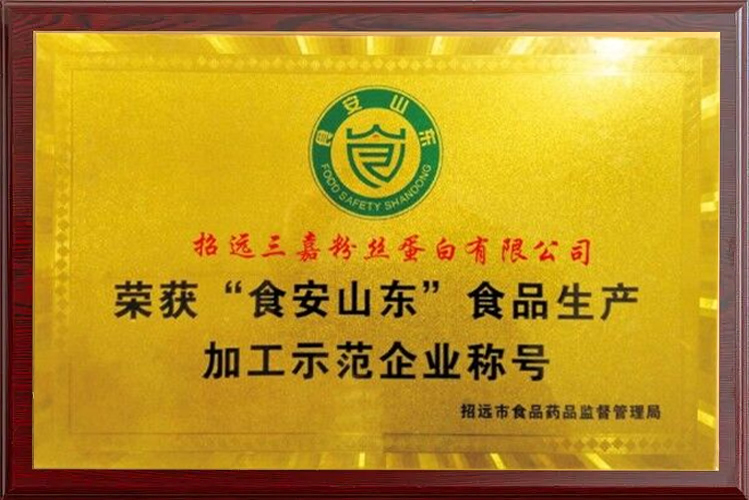 食安山东
FOOD SAFETY SHANDONG
招远三嘉粉丝蛋白有限公司
荣获“食安山东”食品生产
加工示范企业称号
招远市食品药品监督管理局